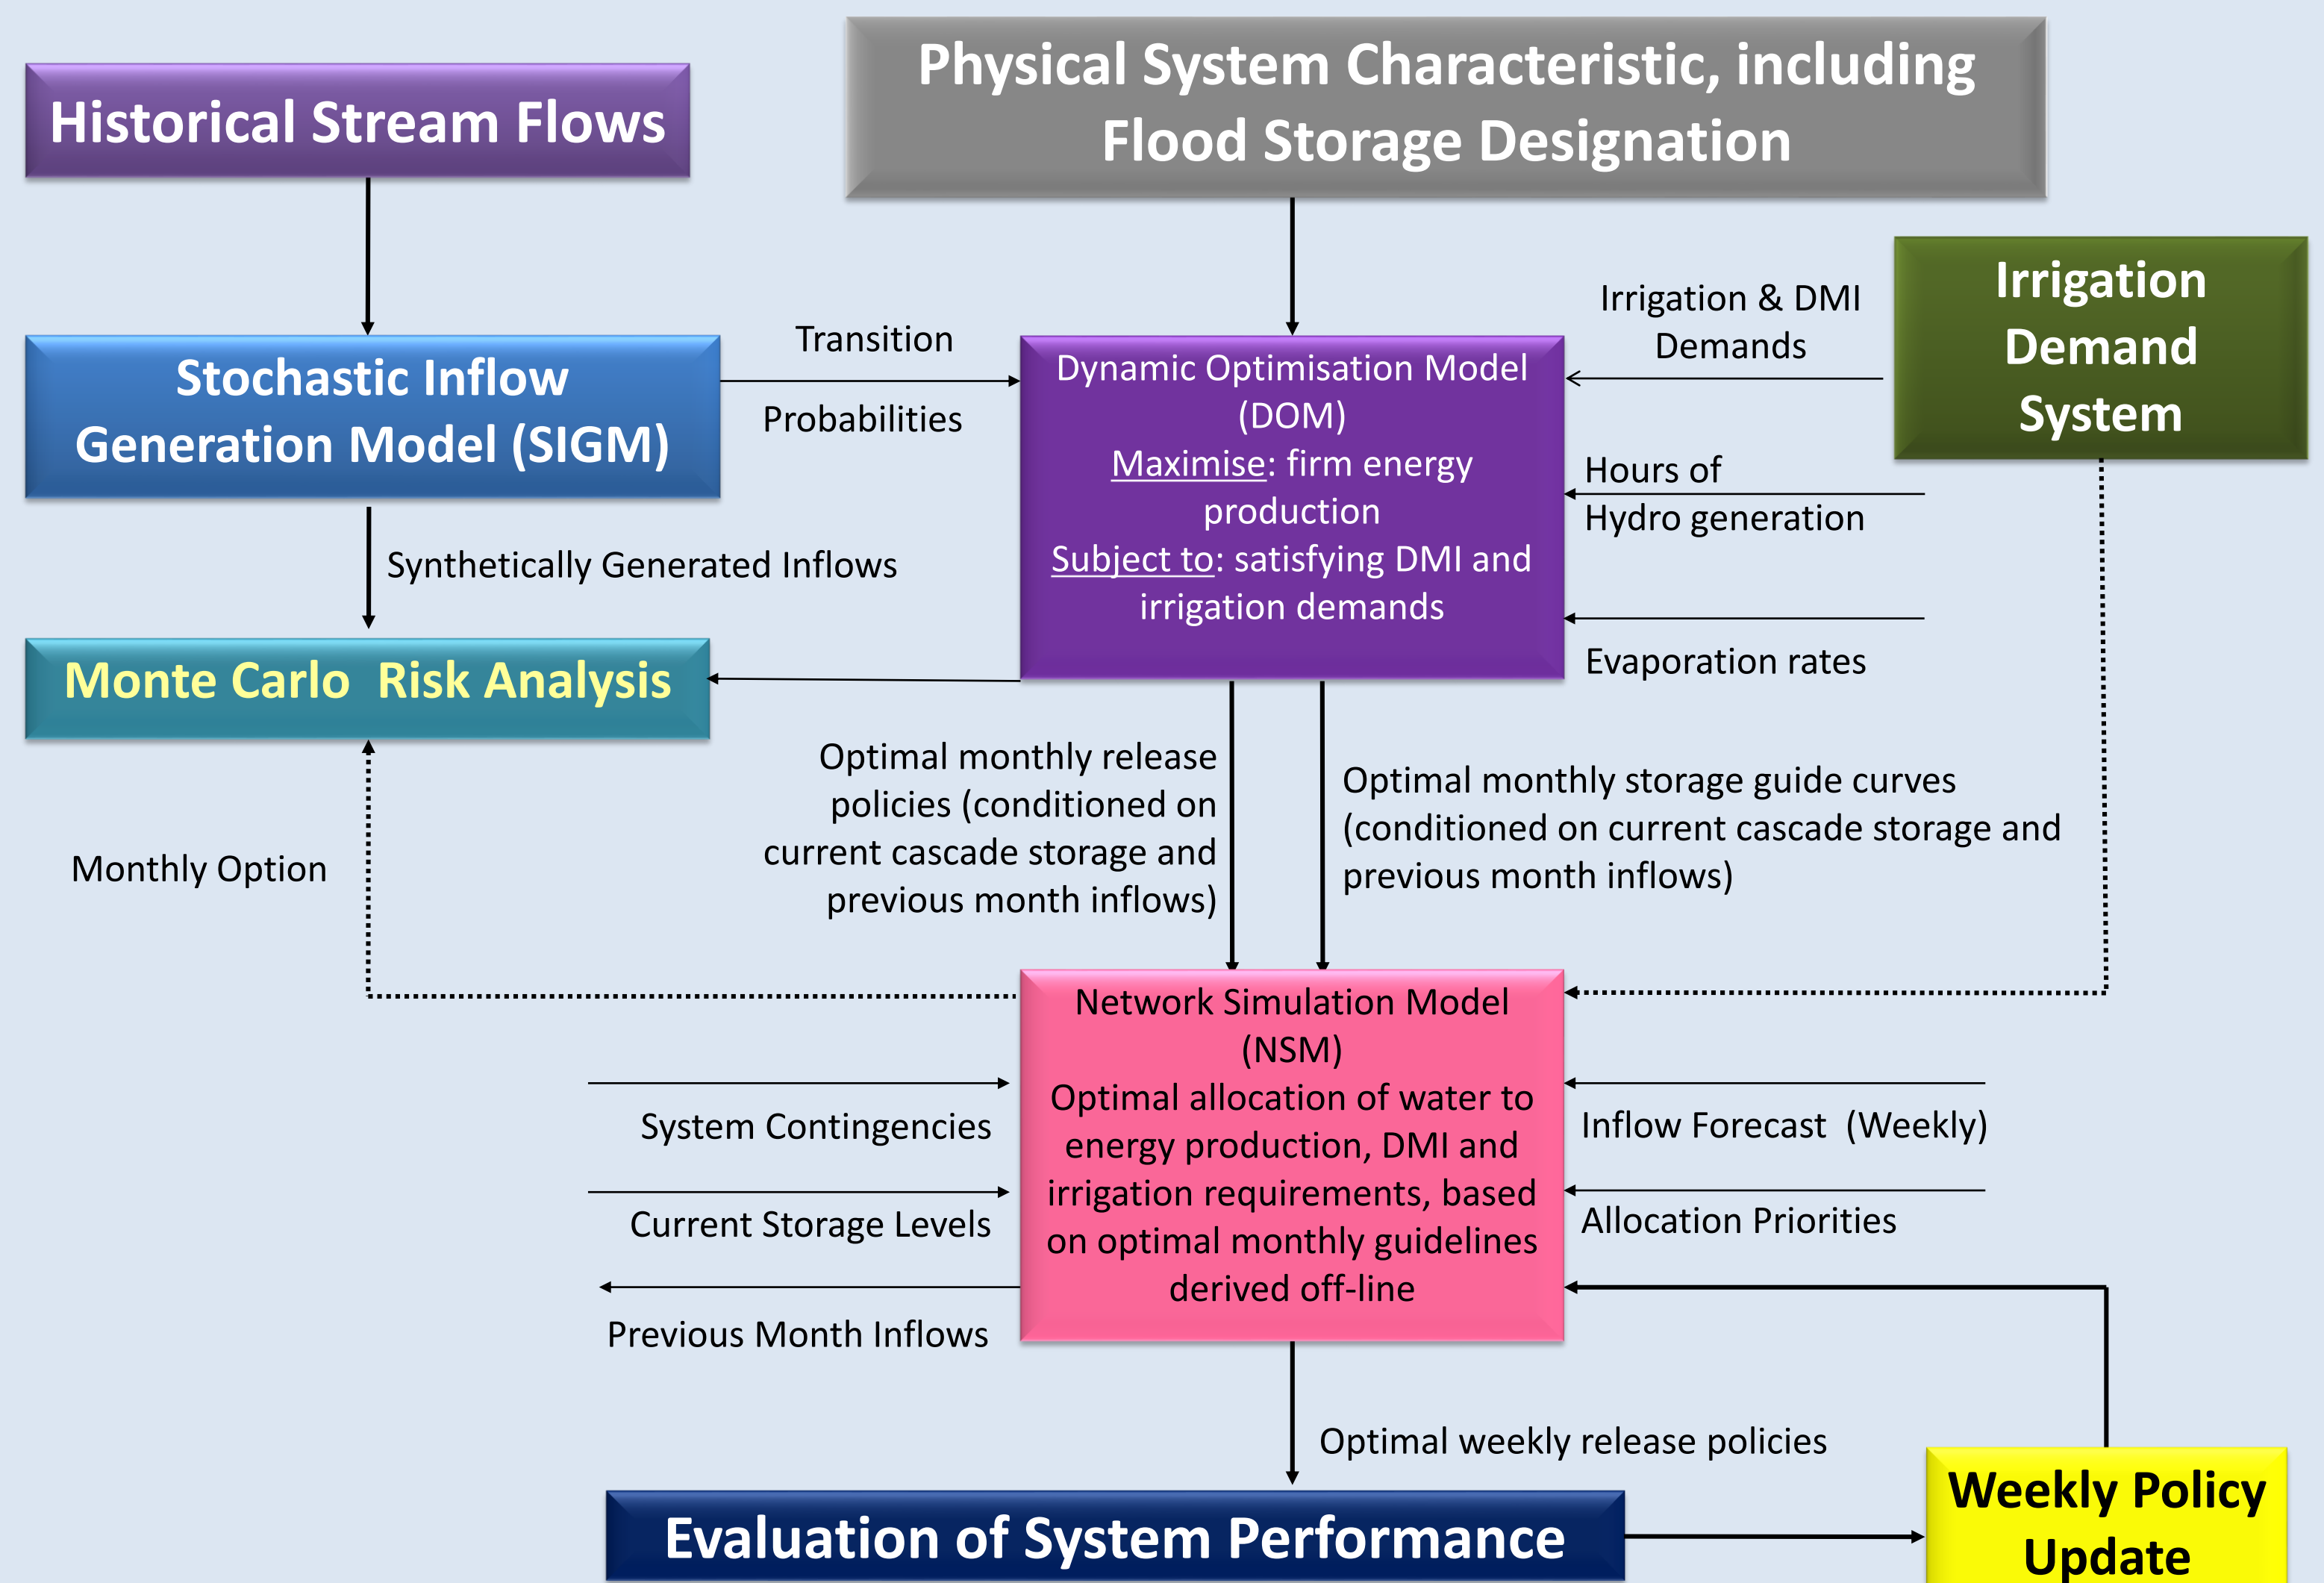 Historical Stream Flows
Physical System Characteristic, including
Flood Storage Designation
Irrigation
Demand
System
Irrigation & DMI
Demands
Stochastic Inflow
Generation Model (SIGM)
Transition
Probabilities
Dynamic Optimisation Model
(DOM)
Maximise: firm energy
production
Subject to: satisfying DMI and
irrigation demands
Hours of
Hydro generation
Evaporation rates
Synthetically Generated Inflows
Monte Carlo  Risk Analysis
Optimal monthly release
policies (conditioned on
current cascade storage and
previous month inflows)
Optimal monthly storage guide curves
(conditioned on current cascade storage and
previous month inflows)
Monthly Option
Network Simulation Model
(NSM)
Optimal allocation of water to
energy production, DMI and
irrigation requirements, based
on optimal monthly guidelines
derived off-line
System Contingencies
Current Storage Levels
Previous Month Inflows
Inflow Forecast  (Weekly)
Allocation Priorities
Optimal weekly release policies
Evaluation of System Performance
Weekly Policy
Update